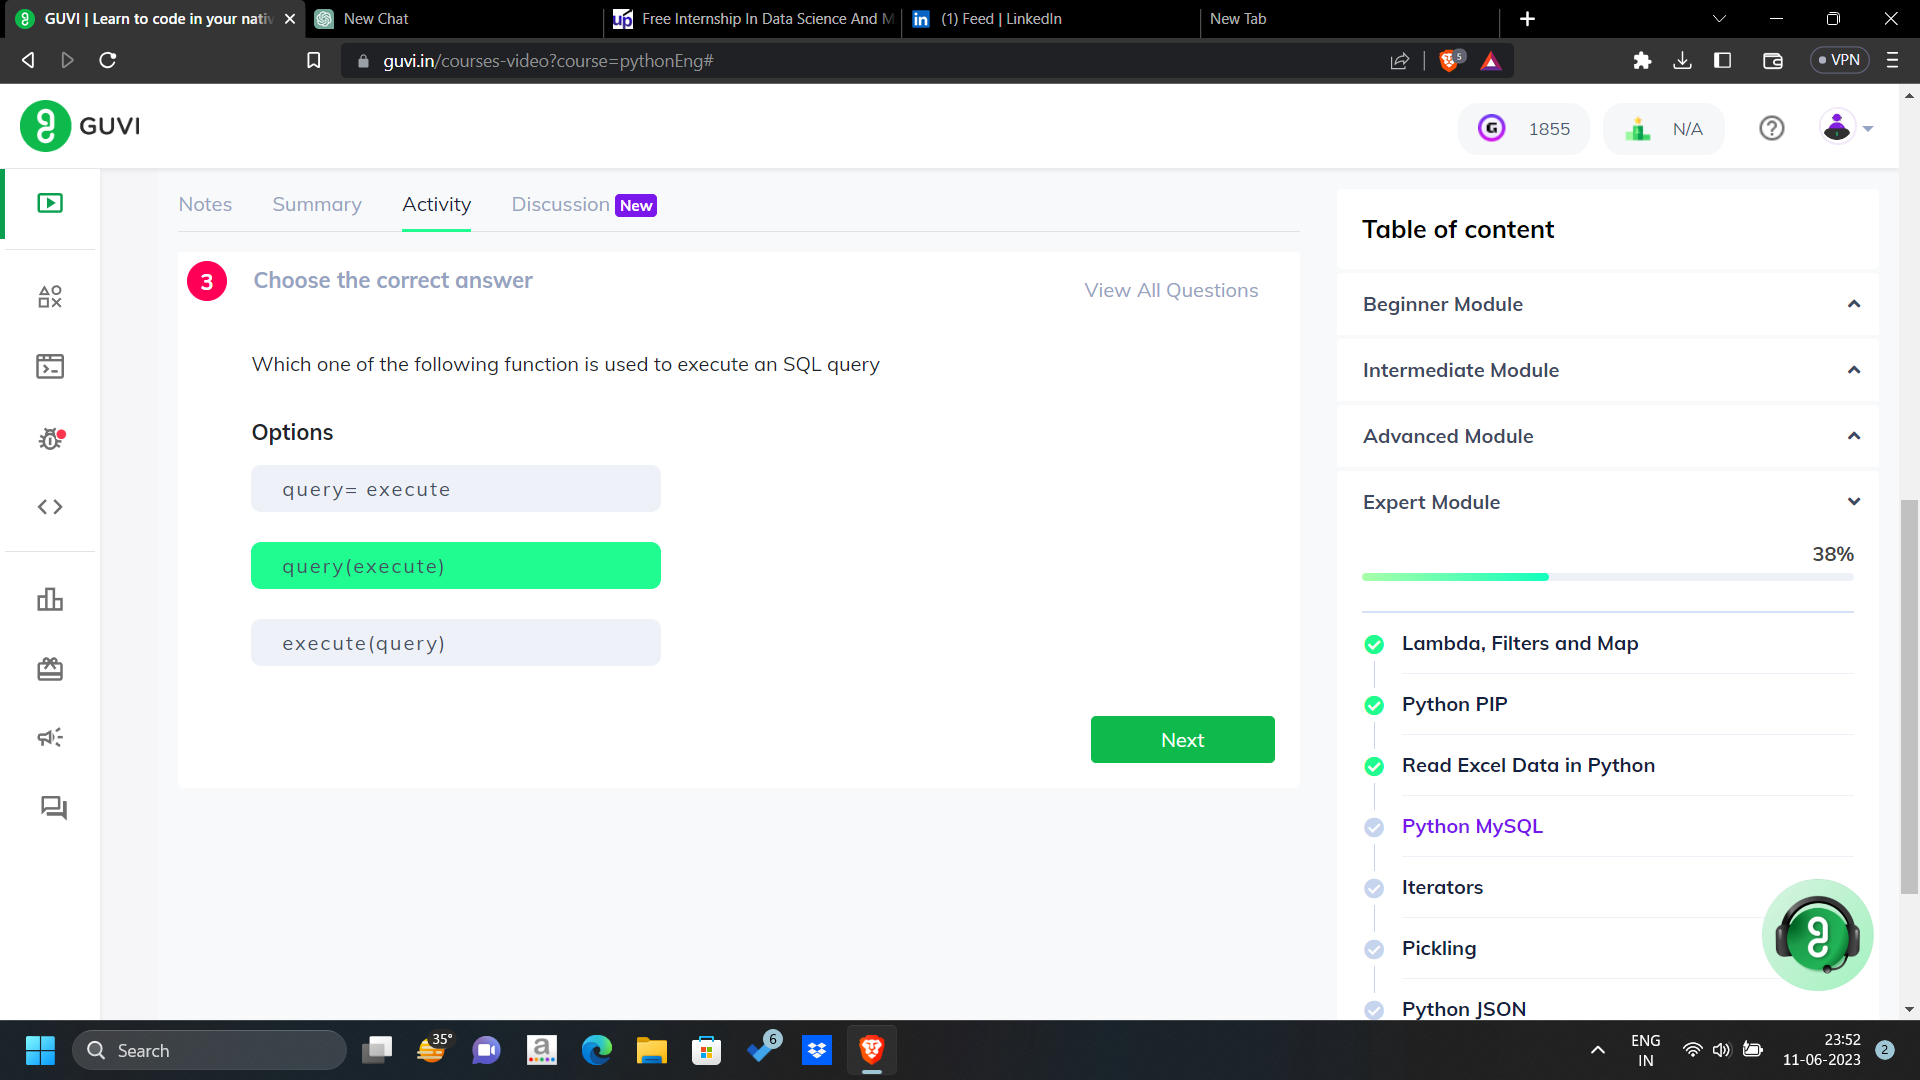 GUVI | Learn to code in your nativ
New Chat
Free Internship In Data Science And M
(1) Feed | LinkedIn
New Tab
guvi.in/courses-video?course=pythonEng#
5
VPN
GUVI
G
1855
N/A
Notes
Summary
Activity
Discussion New
Table of content
3
Choose the correct answer
View All Questions
Beginner Module
Which one of the following function is used to execute an SQL query
Intermediate Module
Options
Advanced Module
query= execute
Expert Module
38%
query(execute)
execute(query)
Lambda, Filters and Map
Python PIP
Next
Read Excel Data in Python
Python MySQL
Iterators
Pickling
Python JSON
Search
35°
a
6
ENG
IN
23:52
11-06-2023
2
up
in